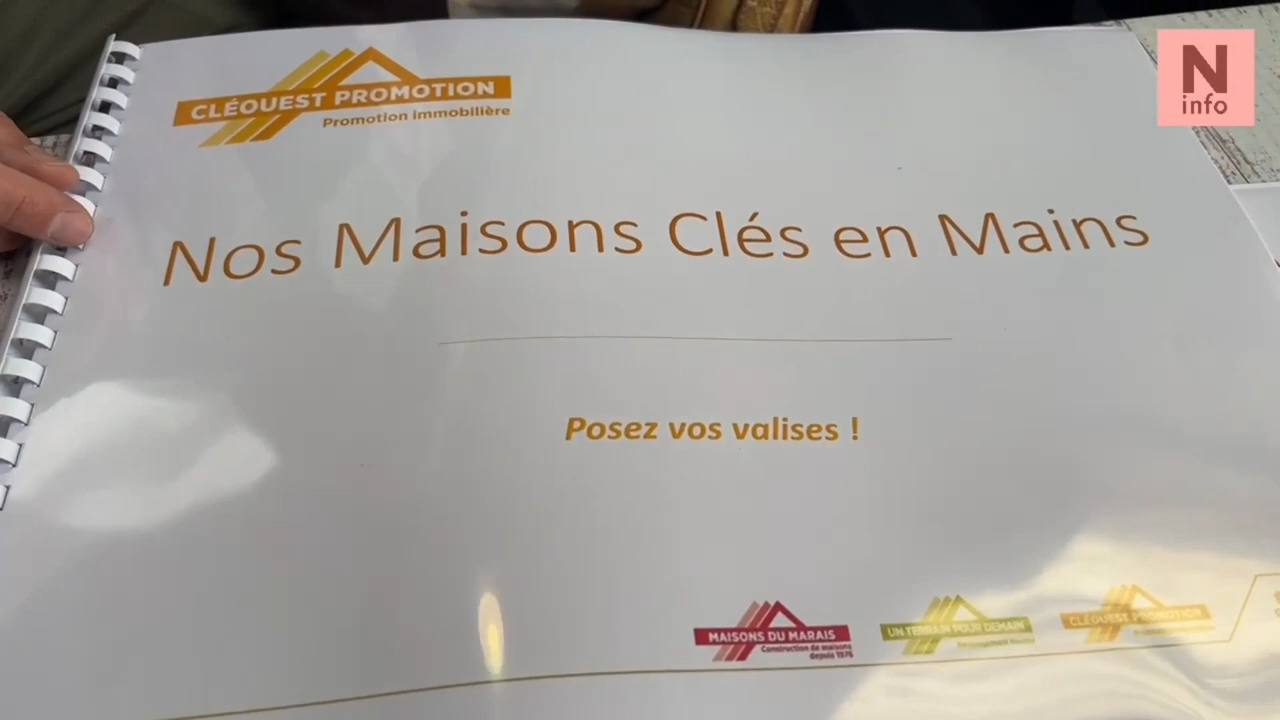 N
info
CLÉOUEST PROMOTION
Promotion immobilière
Nos Maisons Clés en Mains
Posez vos valises !
MAISONS DU MARAIS
Construction de maisons
depuis 1976
UN TERRAIN POUR DEMAIN
CLÉOUEST PROMOTION